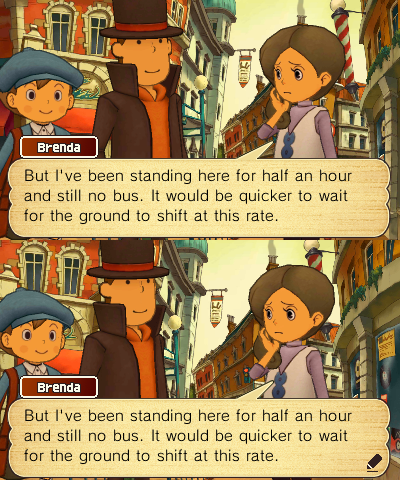 Brenda
But I've been standing here for half an hour
and still no bus. It would be quicker to wait
for the ground to shift at this rate.
Brenda
But I've been standing here for half an hour
and still no bus. It would be quicker to wait
for the ground to shift at this rate.